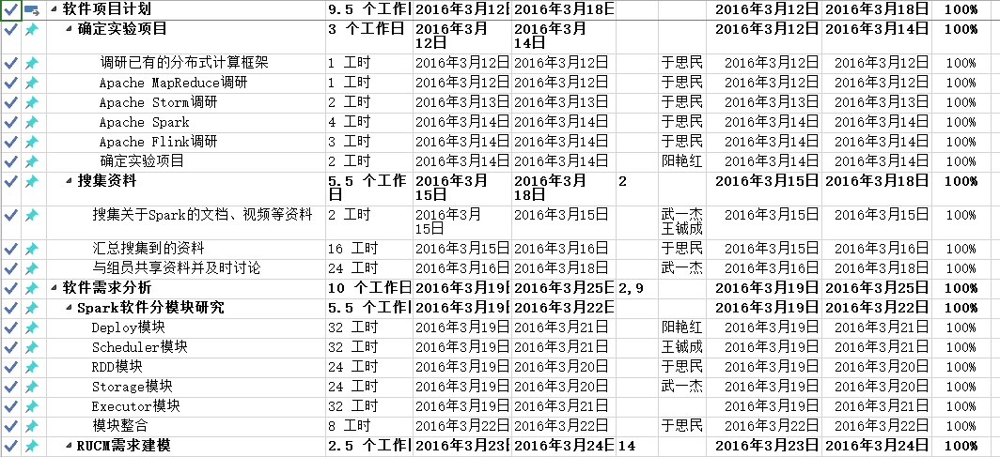 软件项目计划 9.5 个工作日 2016年3月12日 2016年3月18日 2016年3月12日 2016年3月18日 100%
确定实验项目 3 个工作日 2016年3月12日 2016年3月14日 2016年3月12日 2016年3月14日 100%
调研已有的分布式计算框架 1 工时 2016年3月12日 2016年3月12日 于思民 2016年3月12日 2016年3月12日 100%
Apache MapReduce调研 1 工时 2016年3月12日 2016年3月12日 于思民 2016年3月12日 2016年3月12日 100%
Apache Storm调研 2 工时 2016年3月13日 2016年3月13日 于思民 2016年3月13日 2016年3月13日 100%
Apache Spark 4 工时 2016年3月14日 2016年3月14日 于思民 2016年3月14日 2016年3月14日 100%
Apache Flink调研 3 工时 2016年3月14日 2016年3月14日 于思民 2016年3月14日 2016年3月14日 100%
确定实验项目 2 工时 2016年3月14日 2016年3月14日 阳艳红 2016年3月14日 2016年3月14日 100%
搜集资料 5.5 个工作日 2016年3月15日 2016年3月18日 2 2016年3月15日 2016年3月18日 100%
搜集关于Spark的文档、视频等资料 2 工时 2016年3月15日 2016年3月15日 武一杰 王铖成 2016年3月15日 2016年3月15日 100%
汇总搜集到的资料 16 工时 2016年3月15日 2016年3月16日 于思民 2016年3月15日 2016年3月16日 100%
与组员共享资料并及时讨论 24 工时 2016年3月16日 2016年3月18日 武一杰 2016年3月16日 2016年3月18日 100%
软件需求分析 10 个工作日 2016年3月19日 2016年3月25日 2,9 2016年3月19日 2016年3月25日 100%
Spark软件分模块研究 5.5 个工作日 2016年3月19日 2016年3月22日 2016年3月19日 2016年3月22日 100%
Deploy模块 32 工时 2016年3月19日 2016年3月21日 阳艳红 2016年3月19日 2016年3月21日 100%
Scheduler模块 32 工时 2016年3月19日 2016年3月21日 王铖成 2016年3月19日 2016年3月21日 100%
RDD模块 24 工时 2016年3月19日 2016年3月20日 于思民 2016年3月19日 2016年3月20日 100%
Storage模块 24 工时 2016年3月19日 2016年3月20日 武一杰 2016年3月19日 2016年3月20日 100%
Executor模块 32 工时 2016年3月19日 2016年3月21日 2016年3月19日 2016年3月21日 100%
模块整合 8 工时 2016年3月22日 2016年3月22日 于思民 2016年3月22日 2016年3月22日 100%
RUCM需求建模 2.5 个工作日 2016年3月23日 2016年3月24日 14 2016年3月23日 2016年3月24日 100%